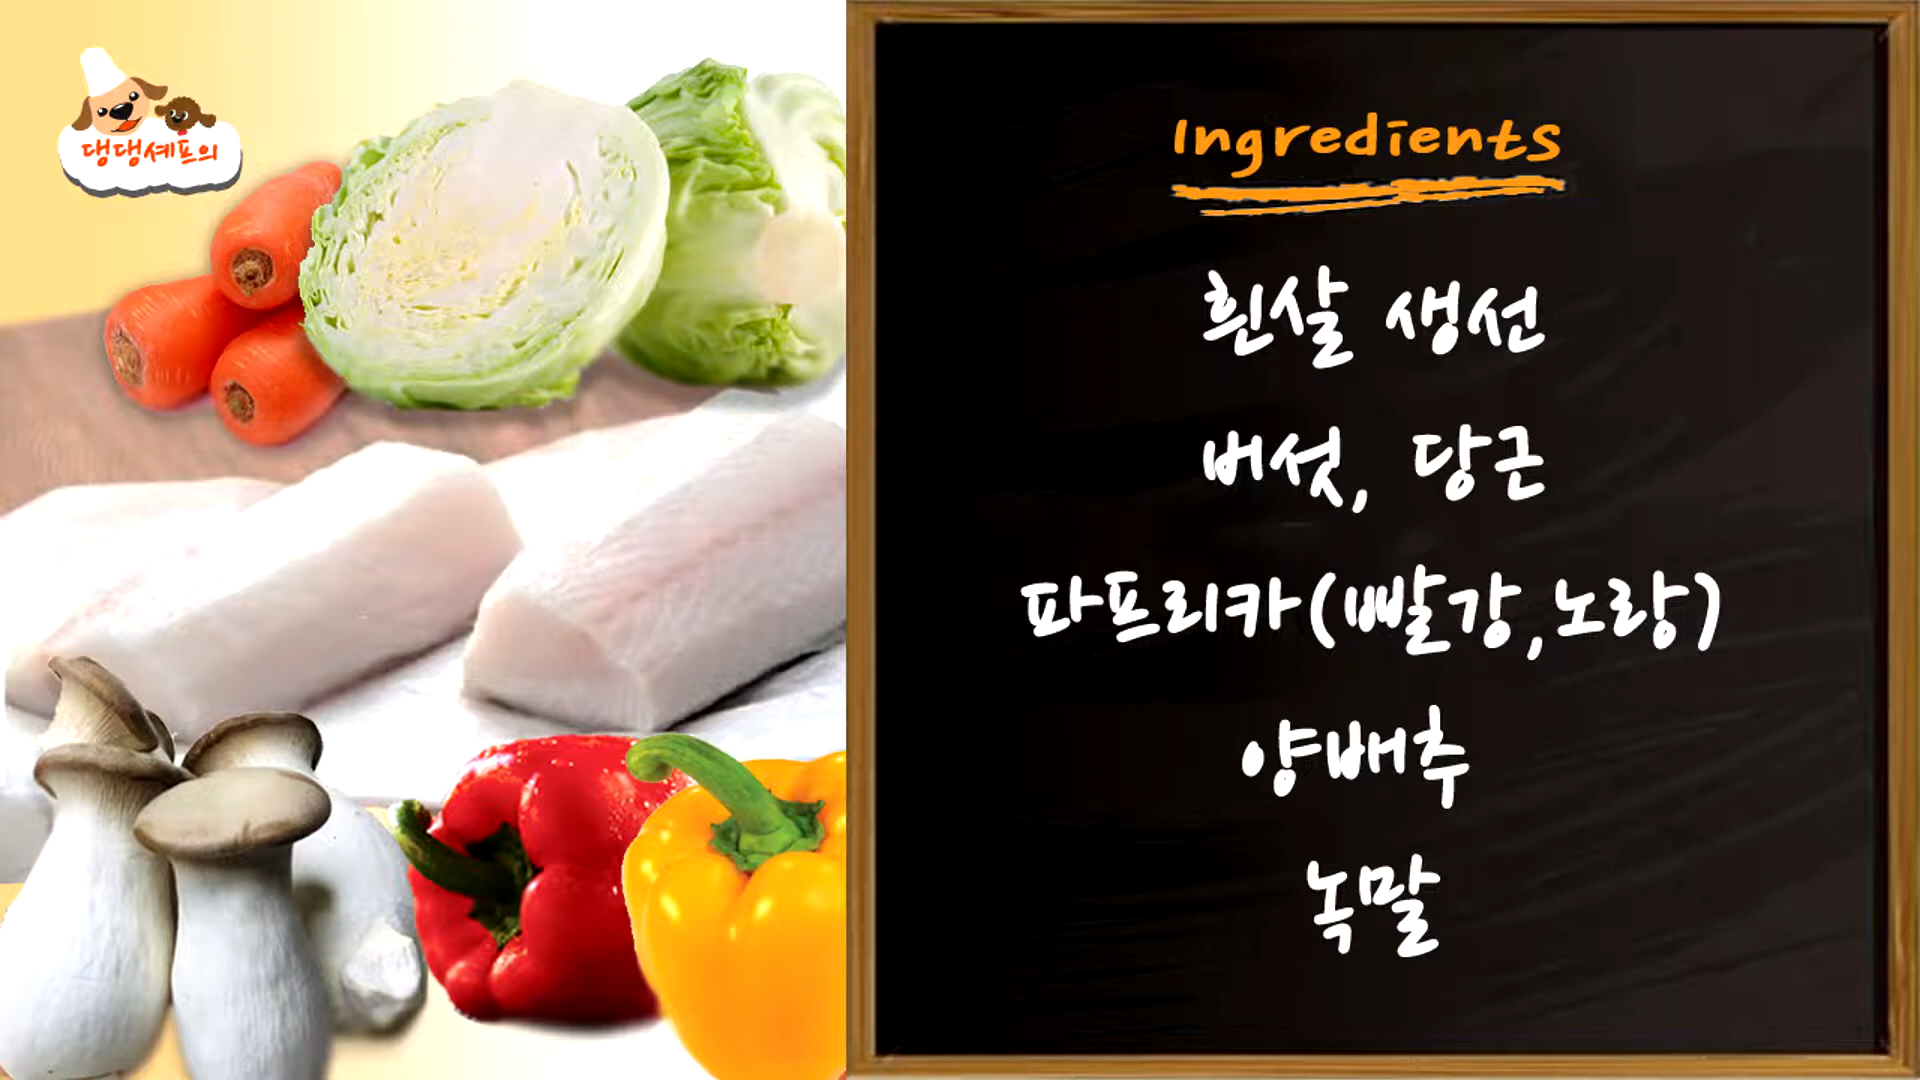 댕댕셰프의
Ingredients
흰살 생선
버섯, 당근
파프리카(빨강,노랑)
양배추
녹말